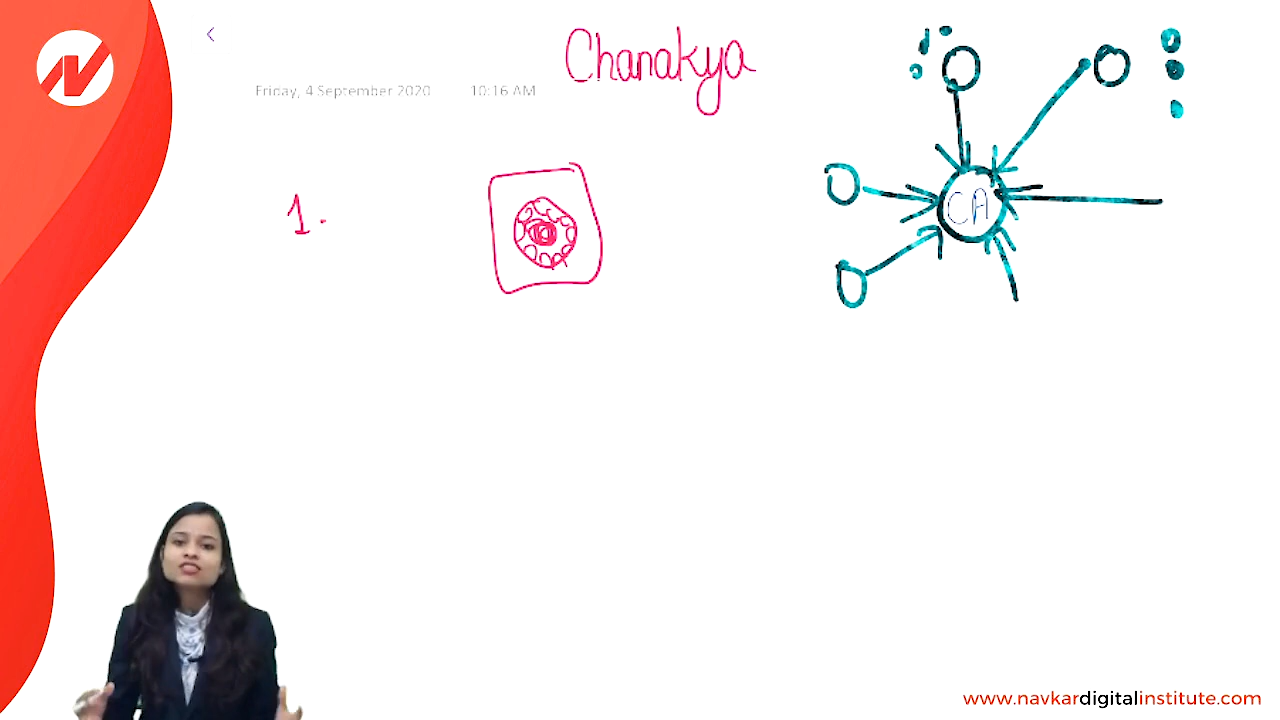 Chanakya
Friday, 4 September 2020 10:16 AM
1.
CA
www.navkardigitalinstitute.com